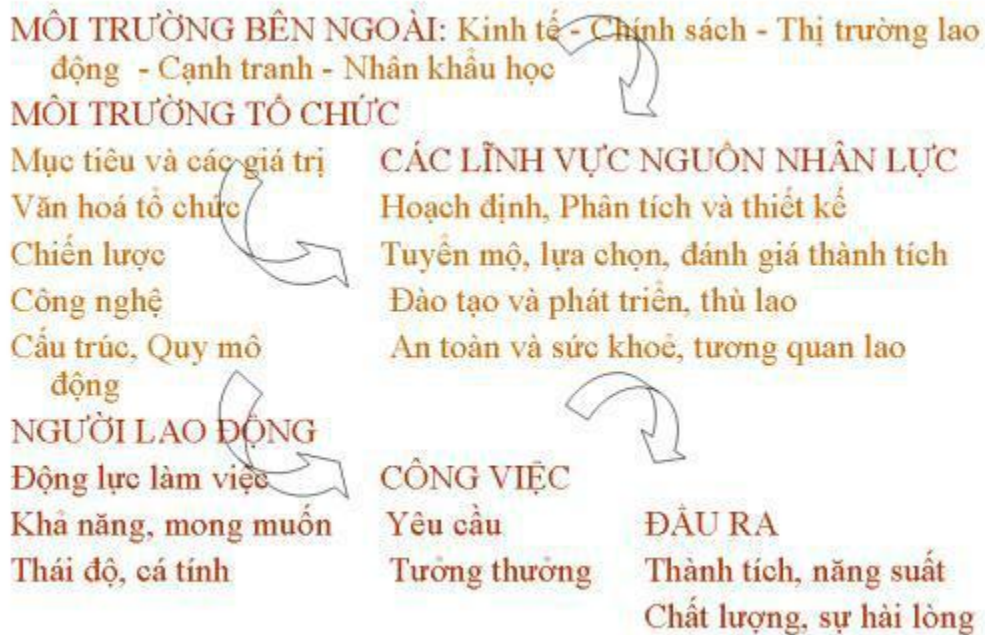 MÔI TRƯỜNG BÊN NGOÀI: Kinh tế - Chính sách - Thị trường lao
động - Cạnh tranh - Nhân khẩu học
MÔI TRƯỜNG TỔ CHỨC
Mục tiêu và các giá trị CÁC LĨNH VỰC NGUỒN NHÂN LỰC
Văn hoá tổ chức Hoạch định, Phân tích và thiết kế
Chiến lược Tuyển mộ, lựa chọn, đánh giá thành tích
Công nghệ Đào tạo và phát triển, thù lao
Cấu trúc, Quy mô An toàn và sức khoẻ, tương quan lao
động
NGƯỜI LAO ĐỘNG
Động lực làm việc CÔNG VIỆC
Khả năng, mong muốn Yêu cầu ĐẦU RA
Thái độ, cá tính Tưởng thưởng Thành tích, năng suất
Chất lượng, sự hài lòng